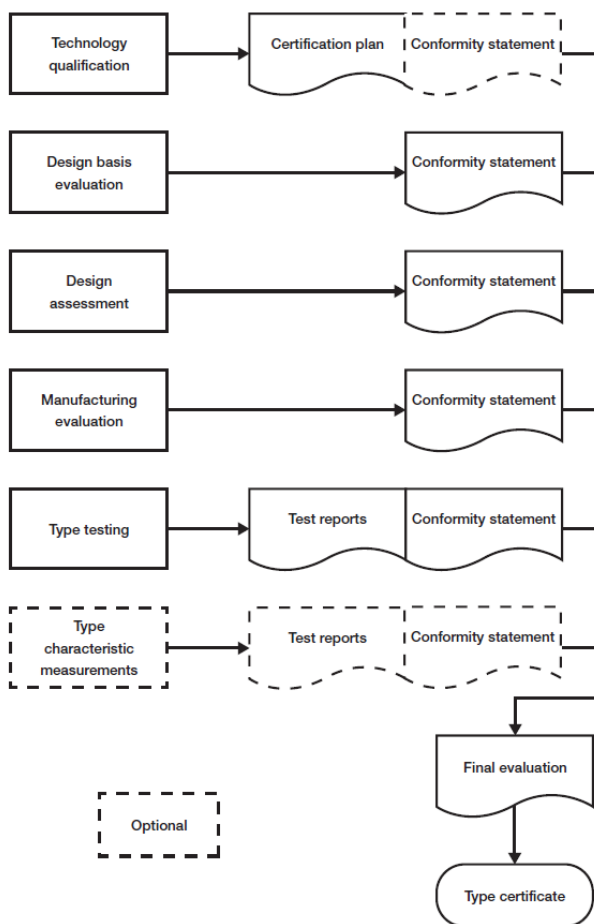 Technology
qualification
Certification plan
Conformity statement
Design basis
evaluation
Conformity statement
Design
assessment
Conformity statement
Manufacturing
evaluation
Conformity statement
Type testing
Test reports
Conformity statement
Type
characteristic
measurements
Test reports
Conformity statement
Final evaluation
Optional
Type certificate